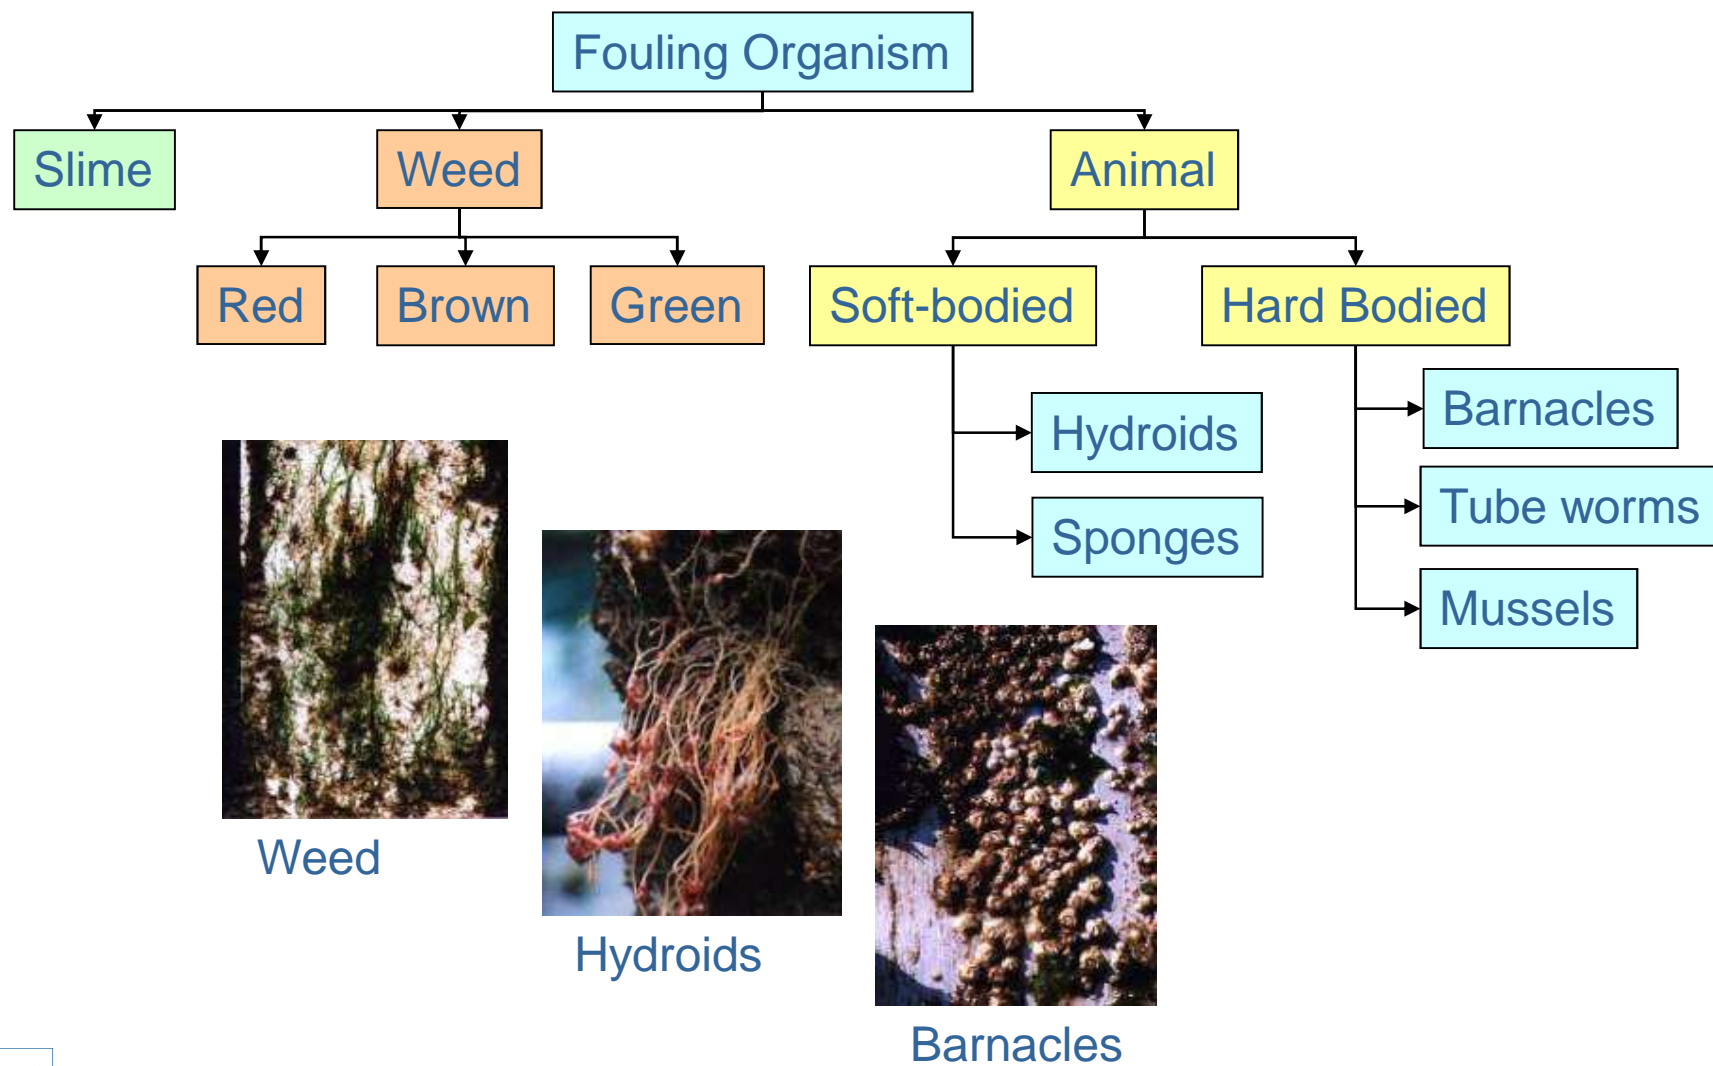 Fouling Organism
Slime
Weed
Animal
Red
Brown
Green
Soft-bodied
Hard Bodied
Hydroids
Sponges
Barnacles
Tube worms
Mussels
Weed
Hydroids
Barnacles